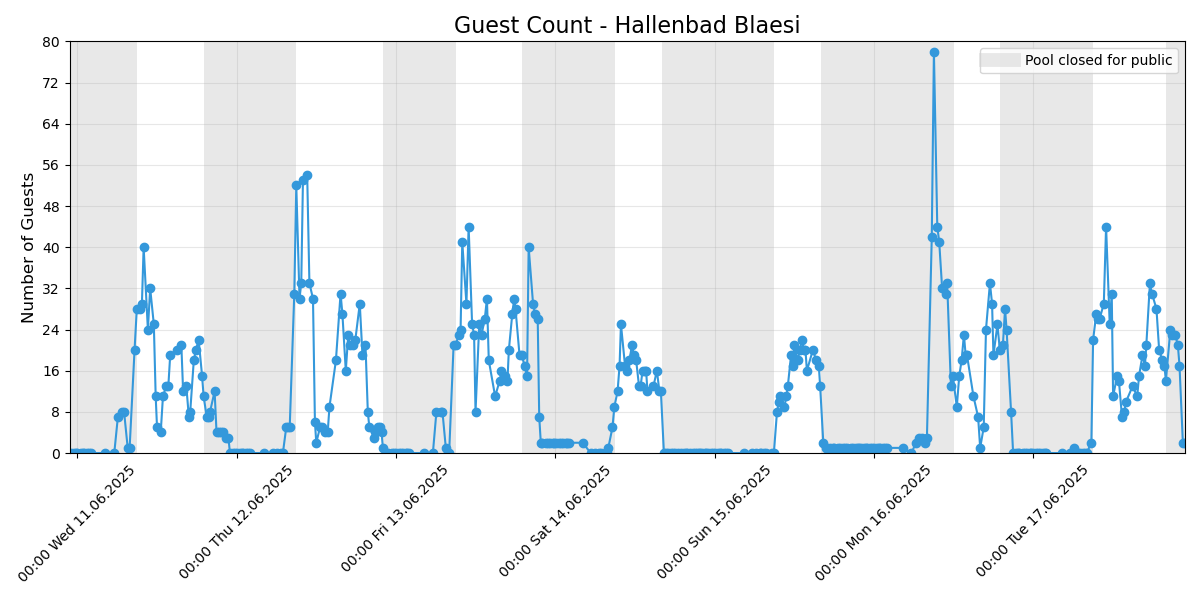 Guest Count - Hallenbad Blaesi
Pool closed for public
Number of Guests
80
72
64
56
48
40
32
24
16
8
0
00:00 Wed 11.06.2025
00:00 Thu 12.06.2025
00:00 Fri 13.06.2025
00:00 Sat 14.06.2025
00:00 Sun 15.06.2025
00:00 Mon 16.06.2025
00:00 Tue 17.06.2025